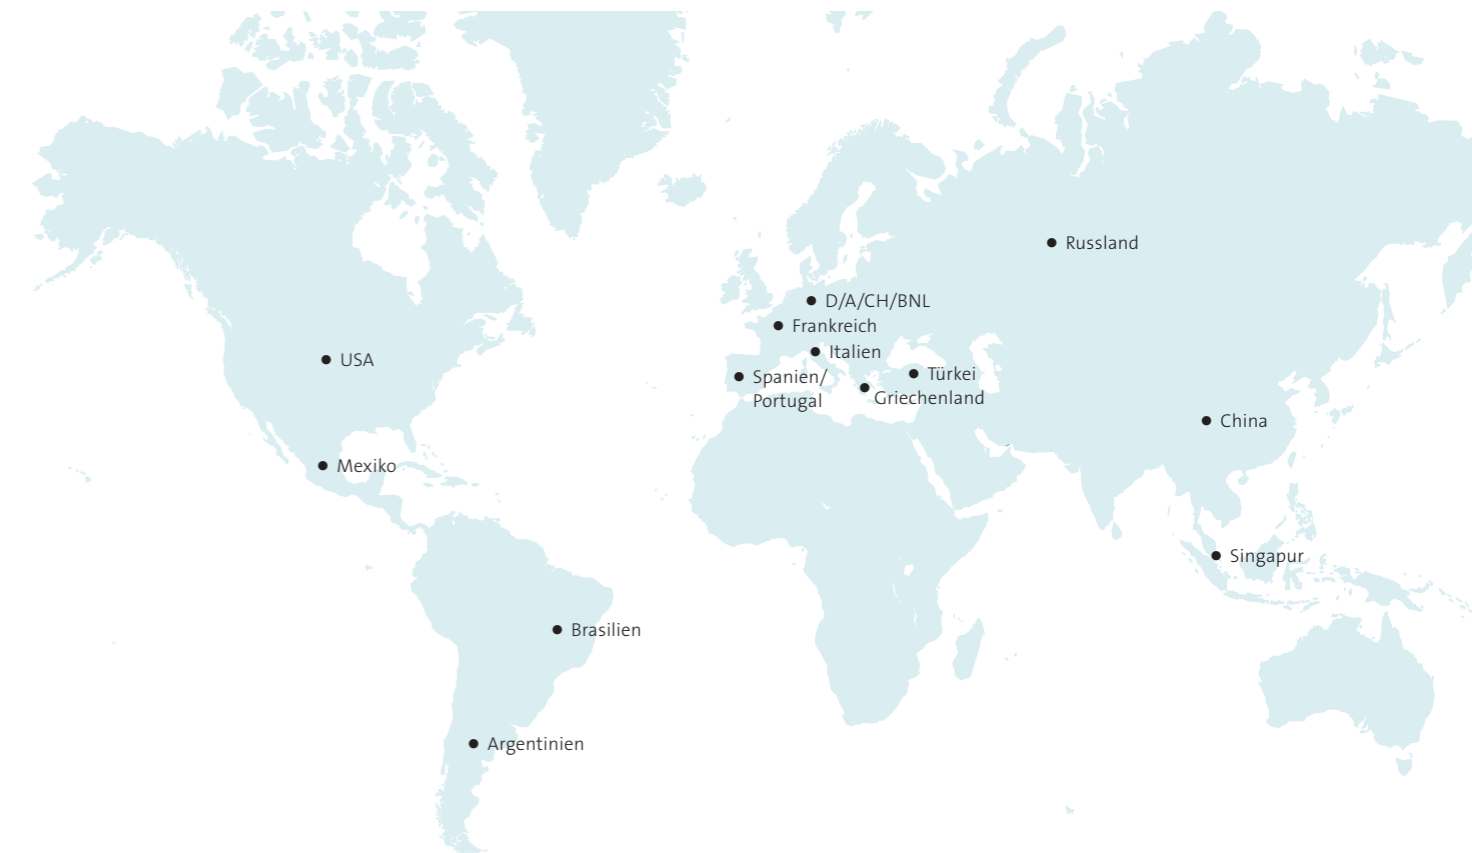 Russland
D/A/CH/BNL
Frankreich
Italien
USA
Türkei
Spanien/
Portugal
Griechenland
China
Mexiko
Singapur
Brasilien
Argentinien